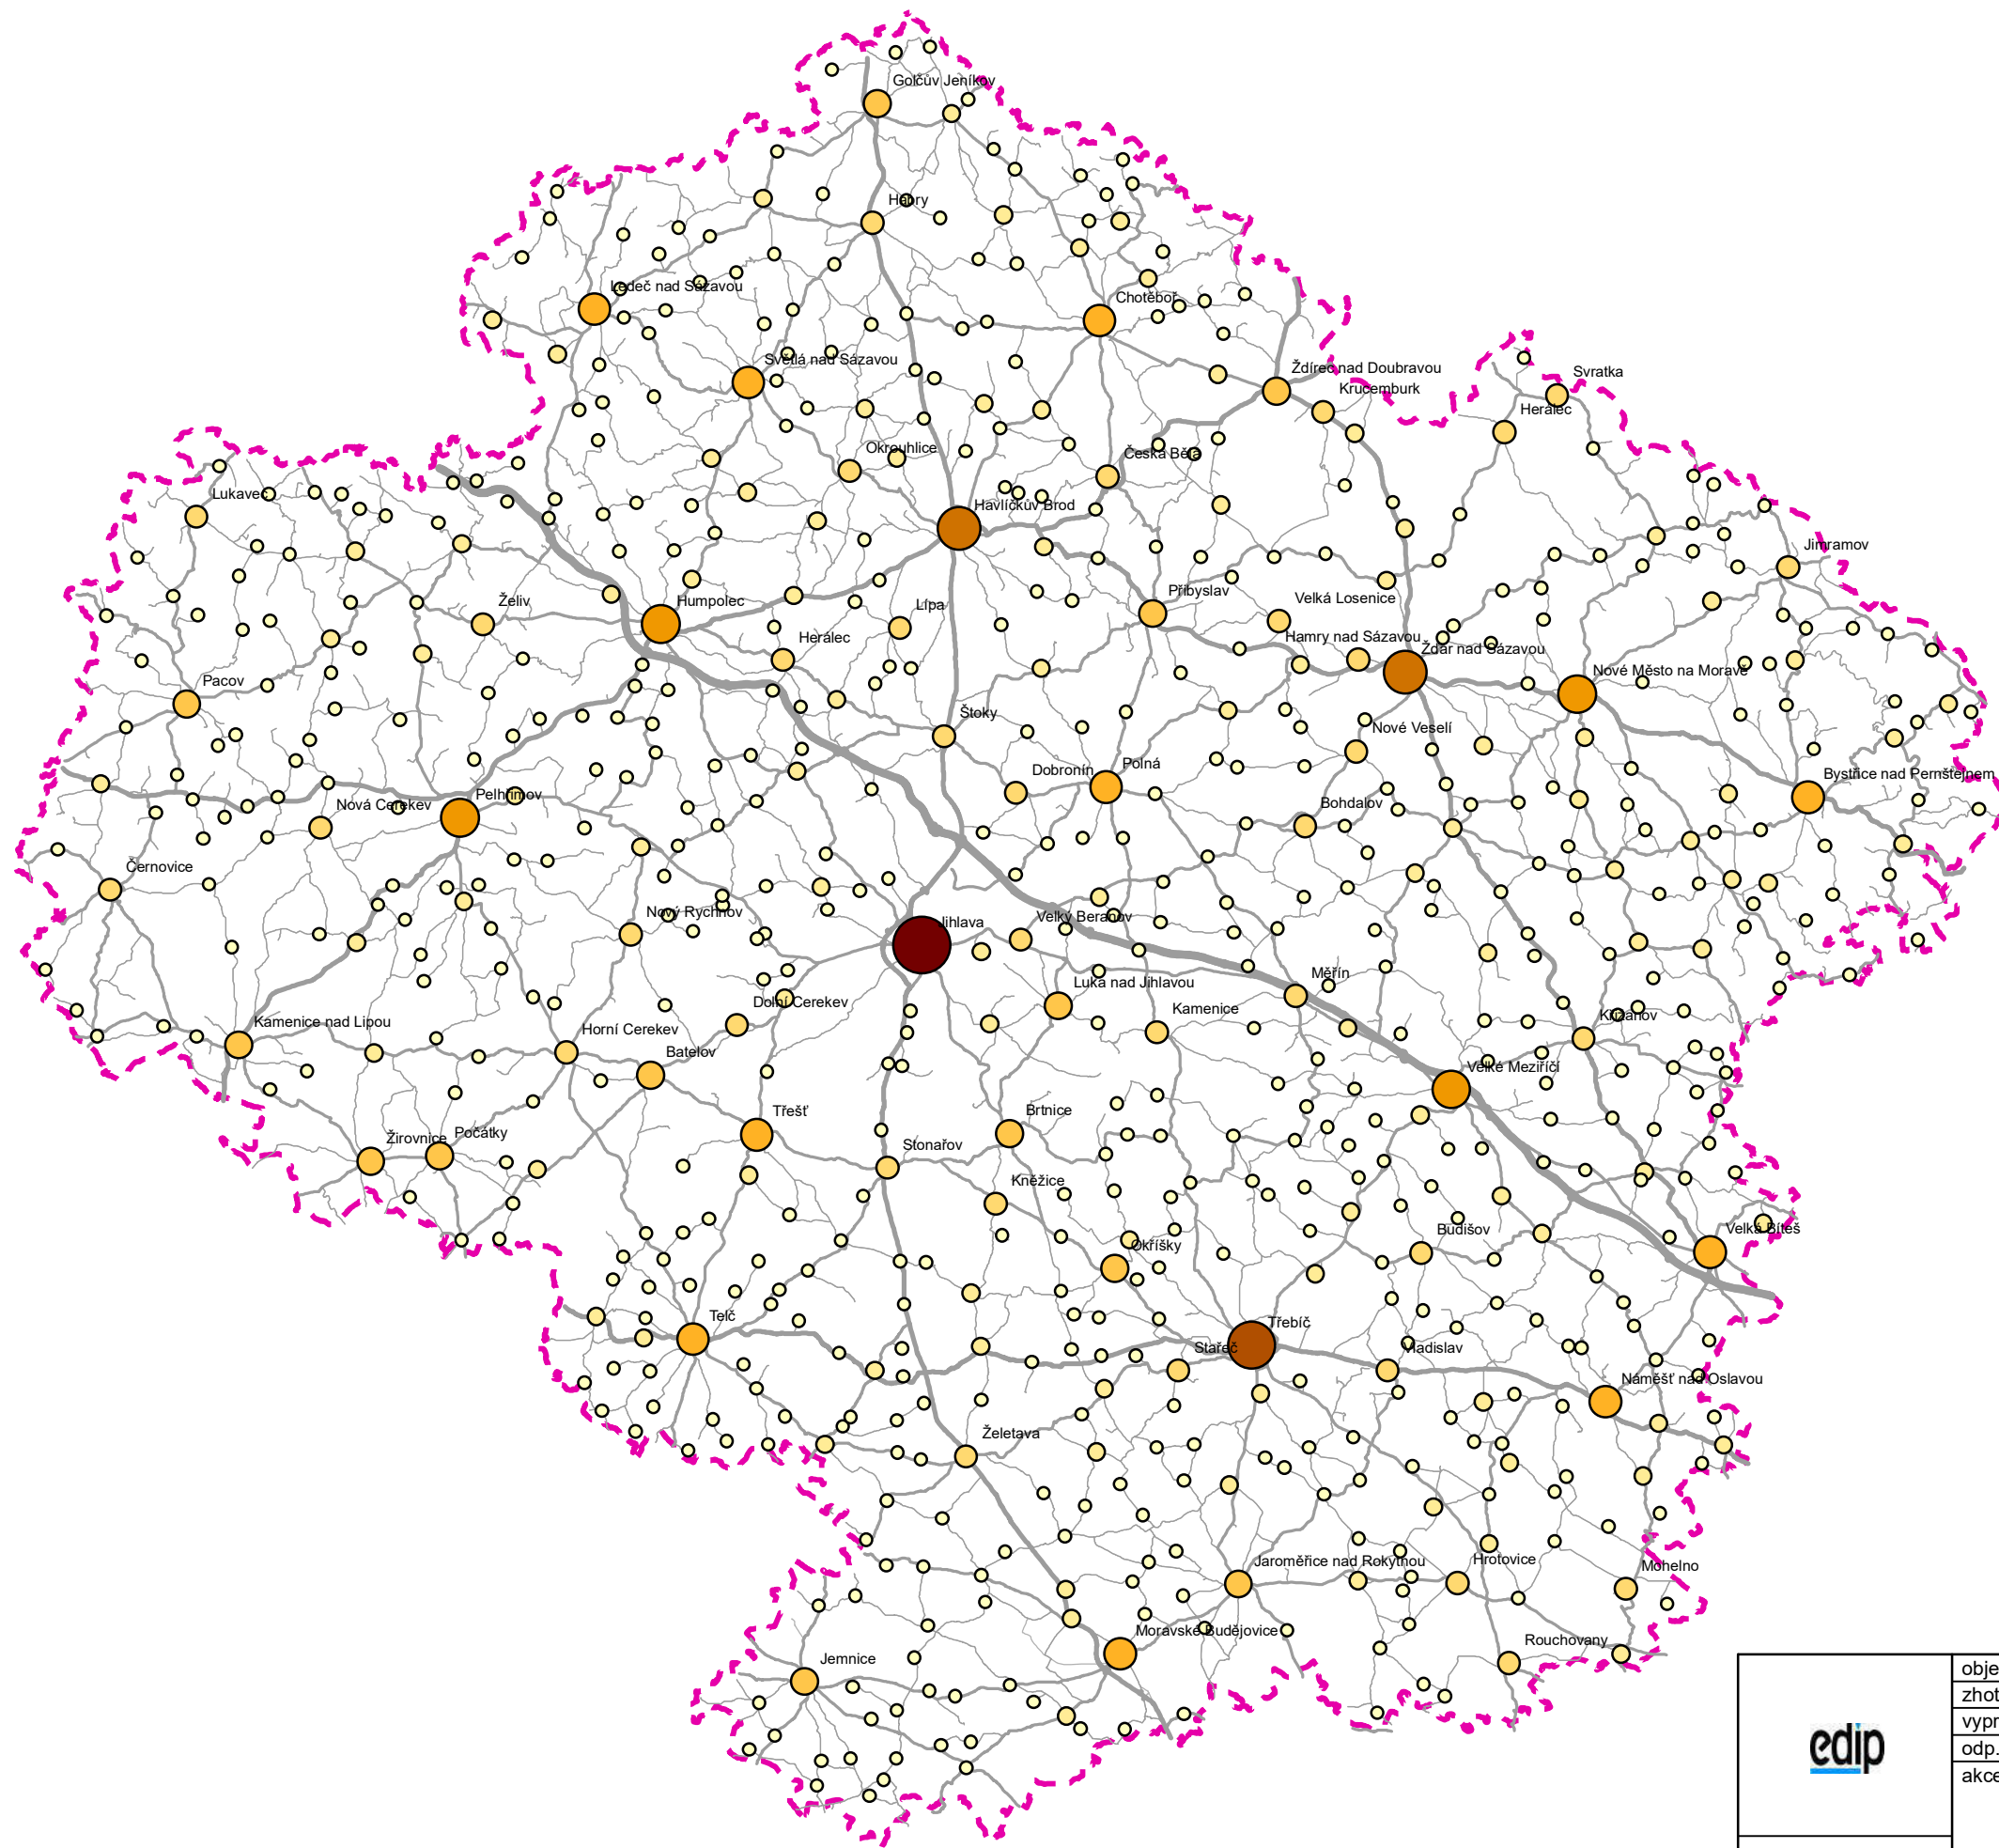 Golčův Jeníkov
Habry
Ledeč nad Sázavou
Chotěboř
Světlá nad Sázavou
Ždírec nad Doubravou
Krucemburk
Svratka
Herálec
Okrouhlice
Česká Bělá
Lukavec
Havlíčkův Brod
Jimramov
Želiv
Humpolec
Lípa
Přibyslav
Velká Losenice
Herálec
Hamry nad Sázavou
Žďár nad Sázavou
Nové Město na Moravě
Pacov
Štoky
Nové Veselí
Dobronín
Polná
Bystřice nad Pernštejnem
Nová Cerekev
Pelhřimov
Bohdalov
Černovice
Nový Rychnov
Jihlava
Velký Beranov
Měřín
Luka nad Jihlavou
Dolní Cerekev
Kamenice
Křižanov
Kamenice nad Lipou
Horní Cerekev
Batelov
Velké Meziříčí
Třešť
Brtnice
Žirovnice
Počátky
Stonařov
Kněžice
Budišov
Velká Bíteš
Okříšky
Telč
Třebíč
Stařeč
Vladislav
Náměšť nad Oslavou
Želetava
Jaroměřice nad Rokytnou
Hrotovice
Mohelno
Moravské Budějovice
Rouchovany
Jemnice
obje
zhot
vypr
odp.
akce
edip